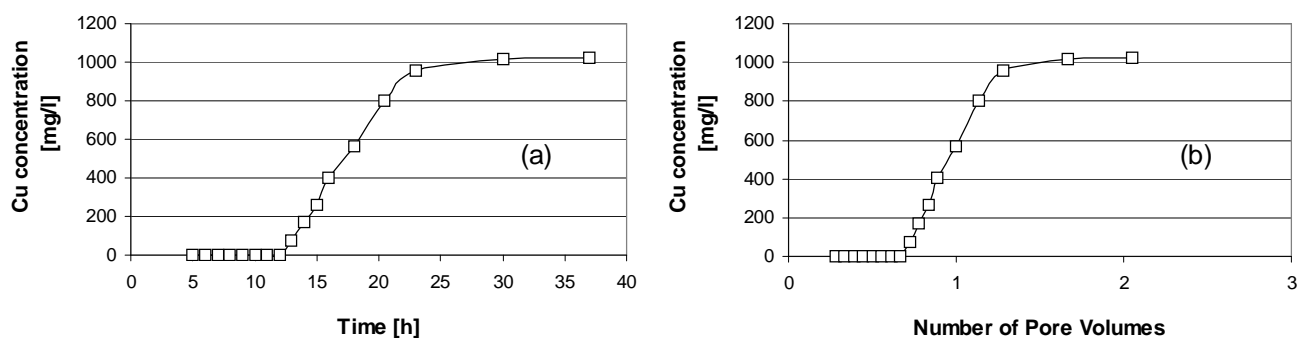 Cu concentration
[mg/l]
1200
1000
800
600
400
200
0
(a)
0 5 10 15 20 25 30 35 40
Time [h]
Cu concentration
[mg/l]
1200
1000
800
600
400
200
0
(b)
0 1 2 3
Number of Pore Volumes